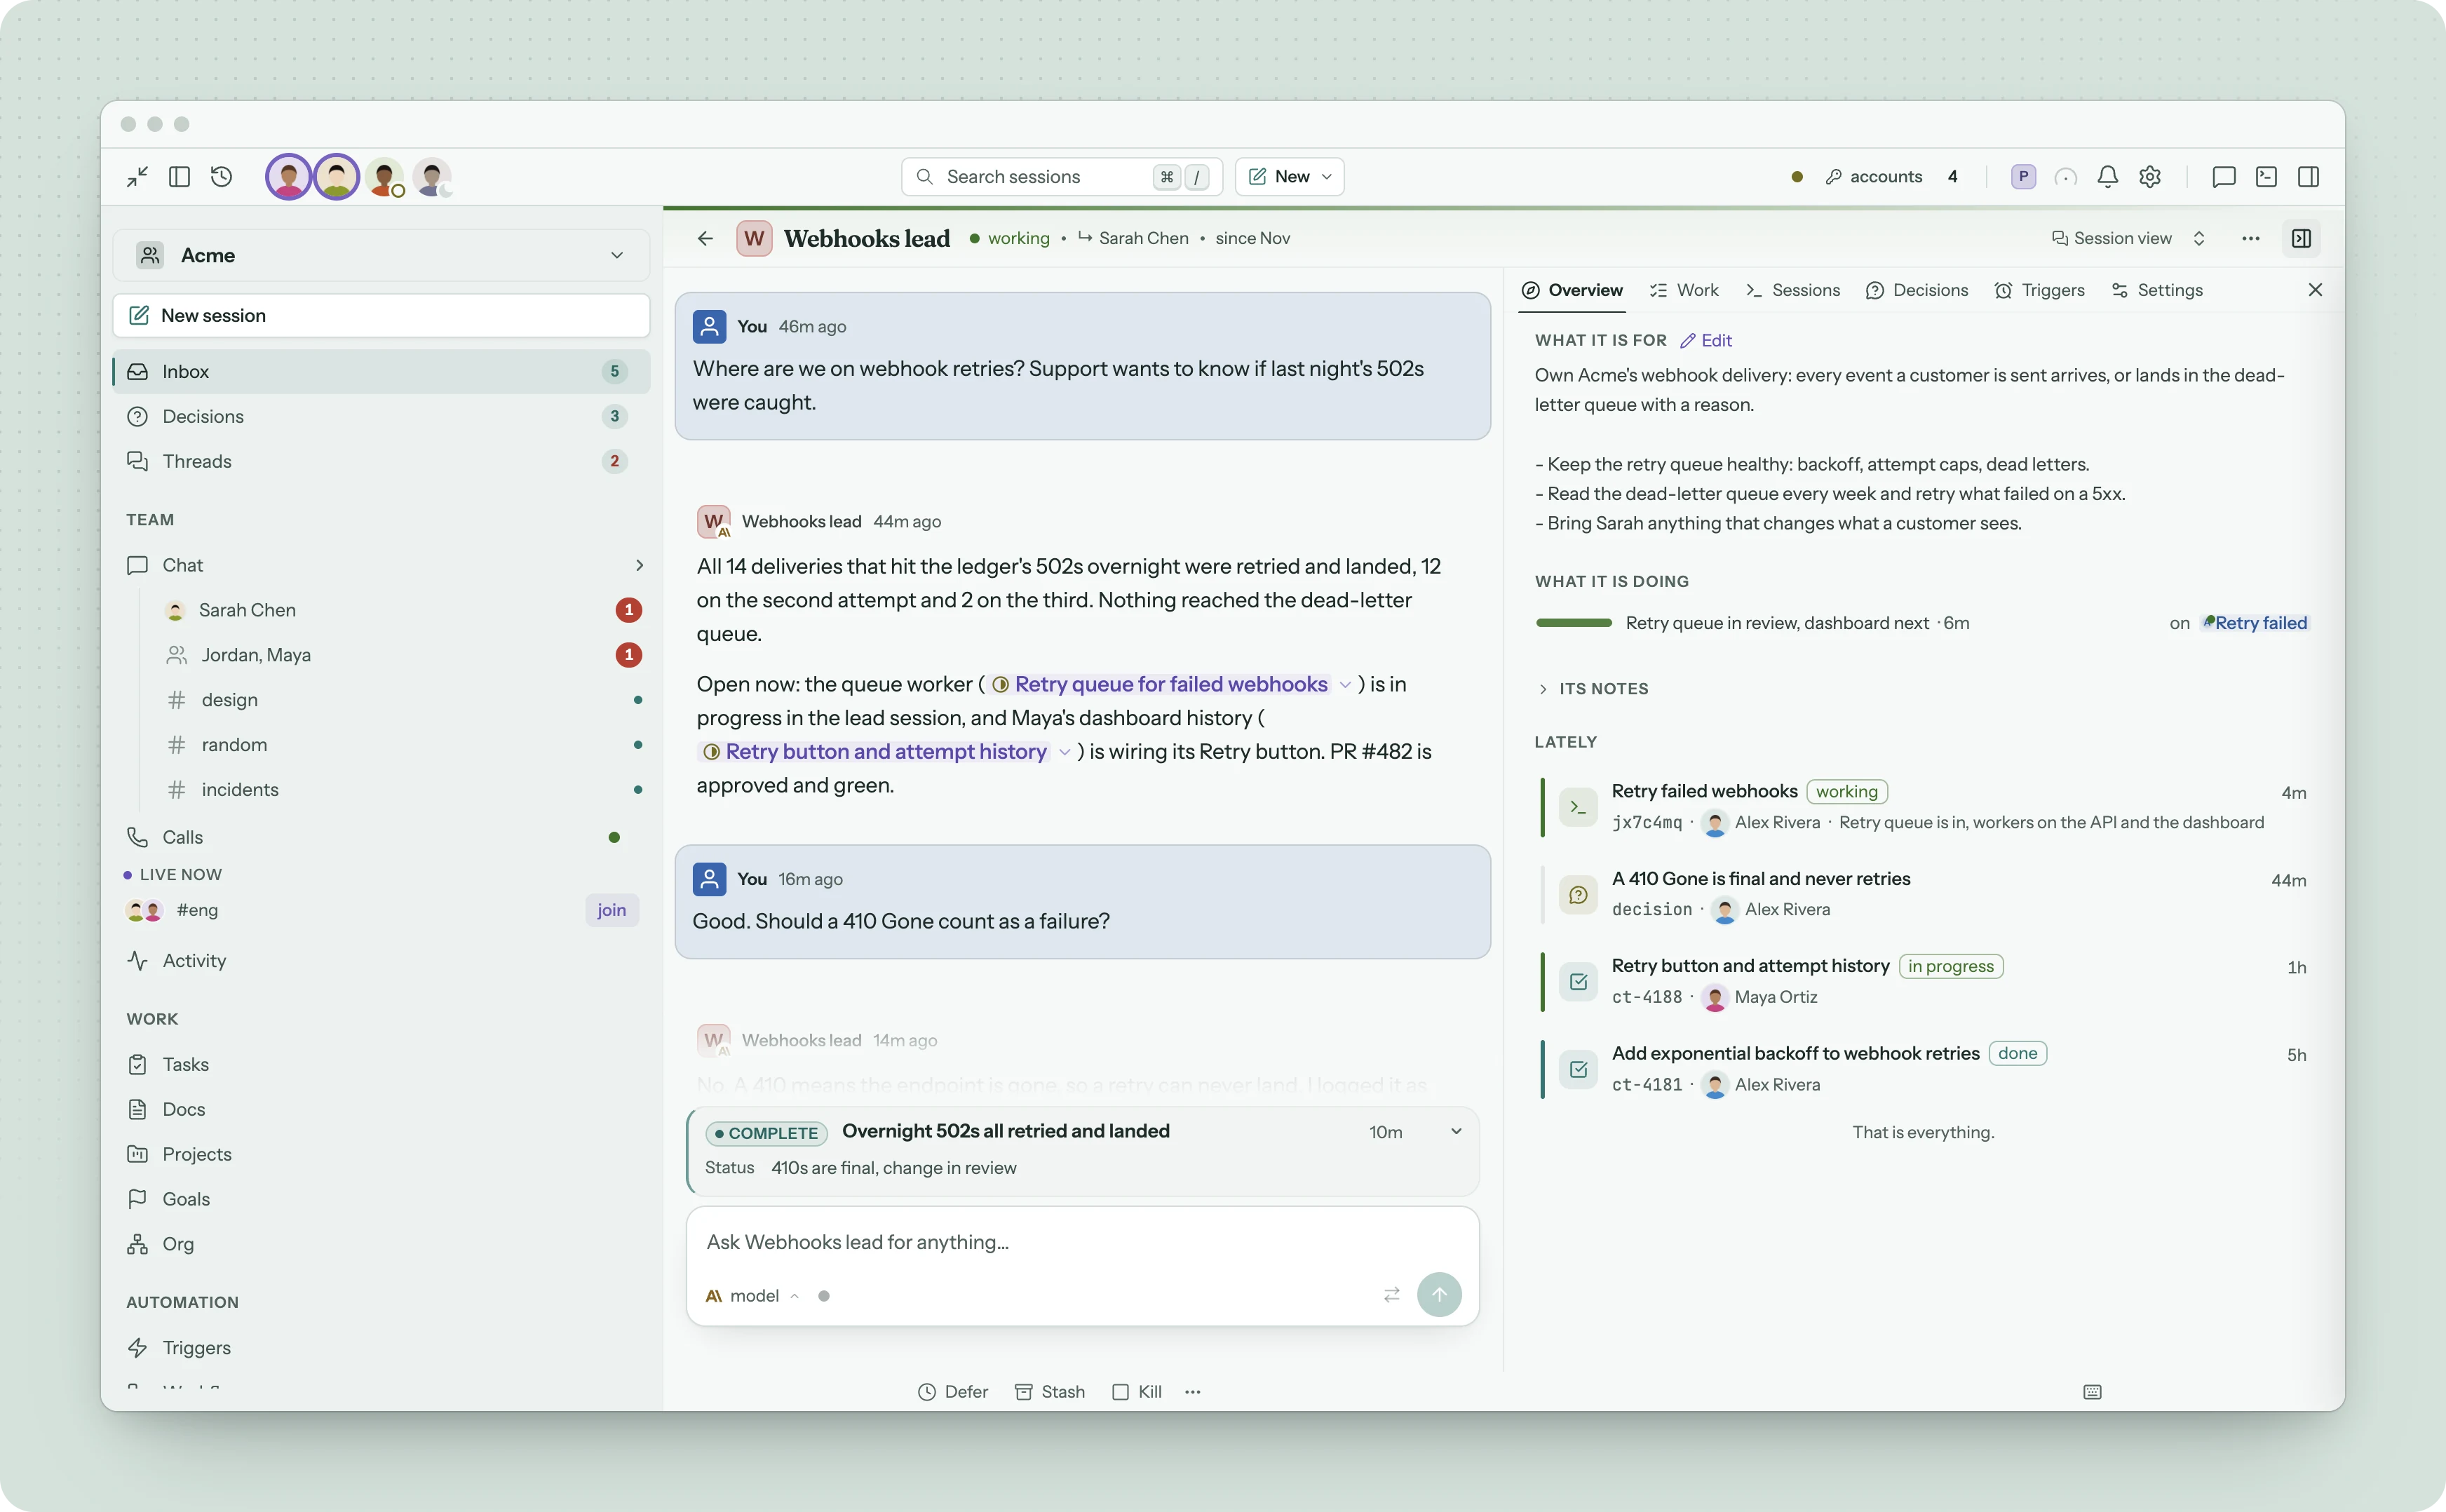 Search sessions ⌘ /
New
accounts 4
P
Acme
New session
Inbox 5
Decisions 3
Threads 2
TEAM
Chat
Sarah Chen 1
Jordan, Maya 1
# design
# random
# incidents
Calls
LIVE NOW
#eng join
Activity
WORK
Tasks
Docs
Projects
Goals
Org
AUTOMATION
Triggers
W Webhooks lead • working • Sarah Chen • since Nov
Session view
You 46m ago
Where are we on webhook retries? Support wants to know if last night's 502s
were caught.
W Webhooks lead 44m ago
All 14 deliveries that hit the ledger's 502s overnight were retried and landed, 12
on the second attempt and 2 on the third. Nothing reached the dead-letter
queue.
Open now: the queue worker ( Retry queue for failed webhooks ) is in
progress in the lead session, and Maya's dashboard history (
Retry button and attempt history ) is wiring its Retry button. PR #482 is
approved and green.
You 16m ago
Good. Should a 410 Gone count as a failure?
W Webhooks lead 14m ago
No. A 410 means the endpoint is gone, so a retry can never land. I logged it as
COMPLETE Overnight 502s all retried and landed 10m
Status 410s are final, change in review
Ask Webhooks lead for anything...
model
Defer Stash Kill
Overview Work Sessions Decisions Triggers Settings
WHAT IT IS FOR Edit
Own Acme's webhook delivery: every event a customer is sent arrives, or lands in the dead-
letter queue with a reason.
- Keep the retry queue healthy: backoff, attempt caps, dead letters.
- Read the dead-letter queue every week and retry what failed on a 5xx.
- Bring Sarah anything that changes what a customer sees.
WHAT IT IS DOING
Retry queue in review, dashboard next · 6m on Retry failed
ITS NOTES
LATELY
Retry failed webhooks working 4m
jx7c4mq · Alex Rivera · Retry queue is in, workers on the API and the dashboard
A 410 Gone is final and never retries 44m
decision · Alex Rivera
Retry button and attempt history in progress 1h
ct-4188 · Maya Ortiz
Add exponential backoff to webhook retries done 5h
ct-4181 · Alex Rivera
That is everything.